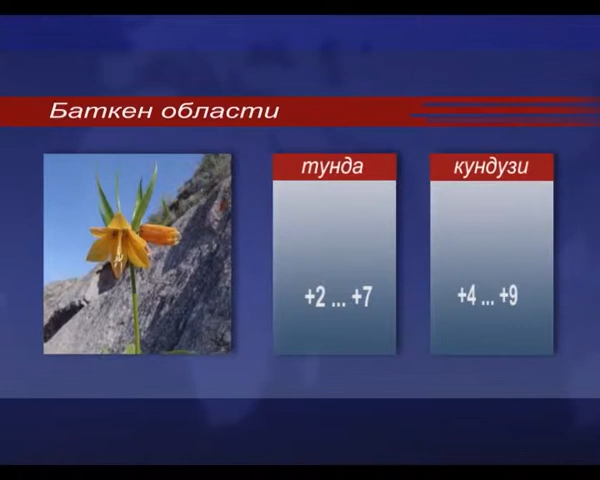 Баткен области
тунда
кундузи
+2 ... +7
+4 ... +9